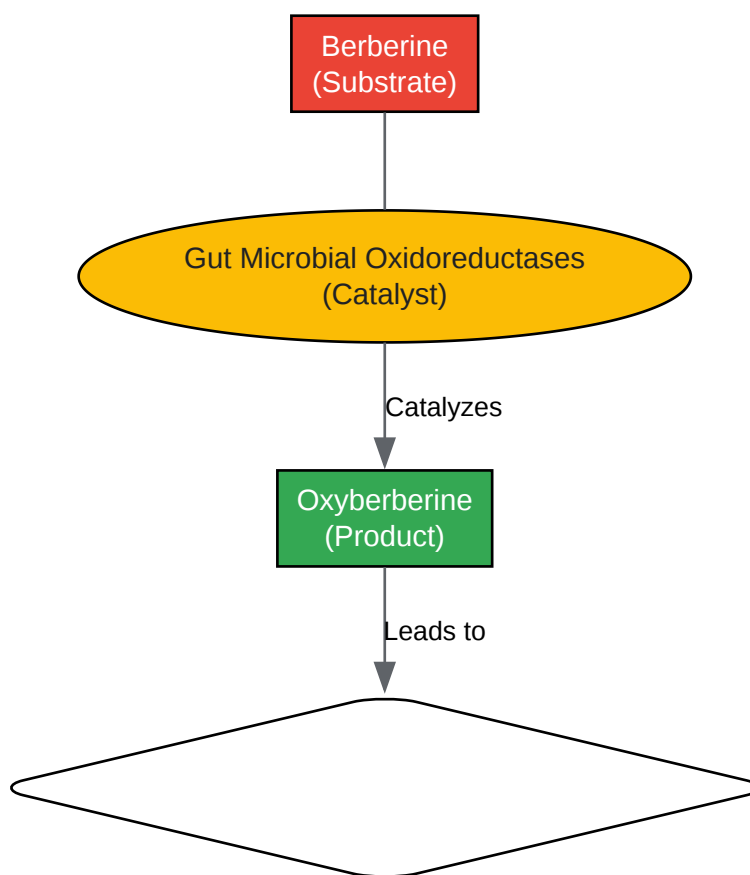 Berberine
(Substrate)
Gut Microbial Oxidoreductases
(Catalyst)
Catalyzes
Oxyberberine
(Product)
Leads to